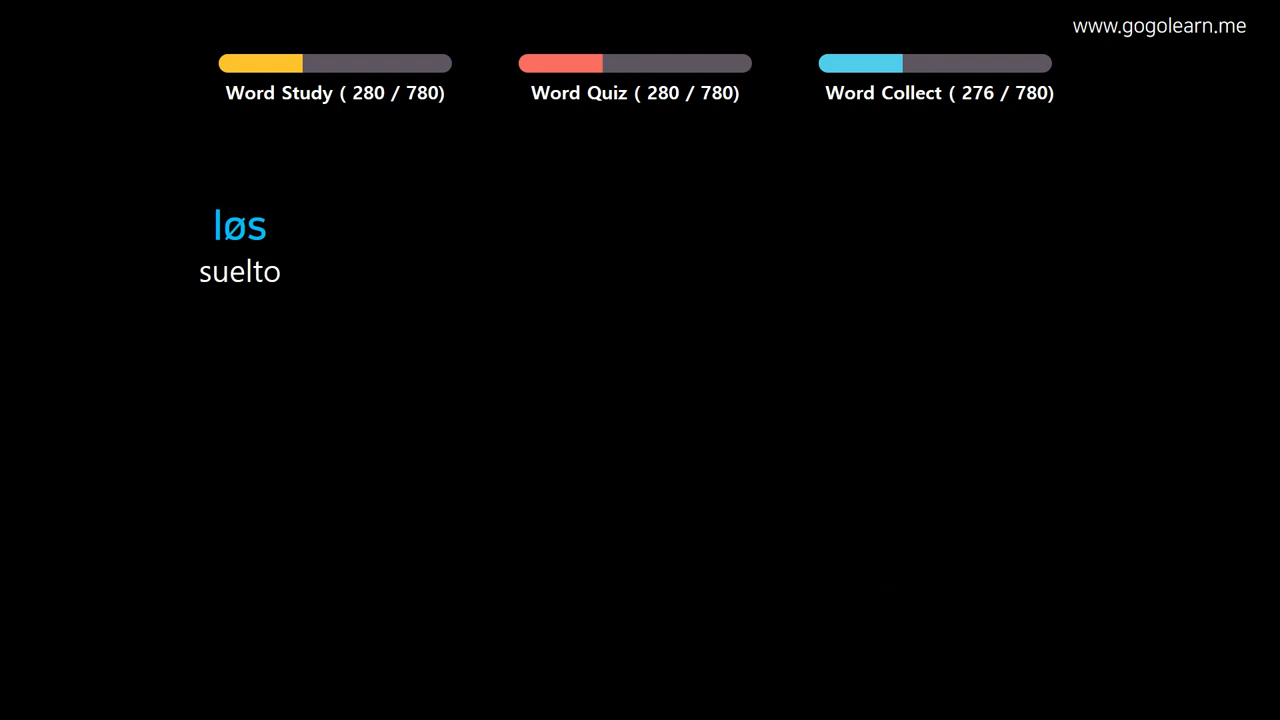 www.gogolearn.me
Word Study ( 280 / 780)
Word Quiz ( 280 / 780)
Word Collect ( 276 / 780)
løs
suelto